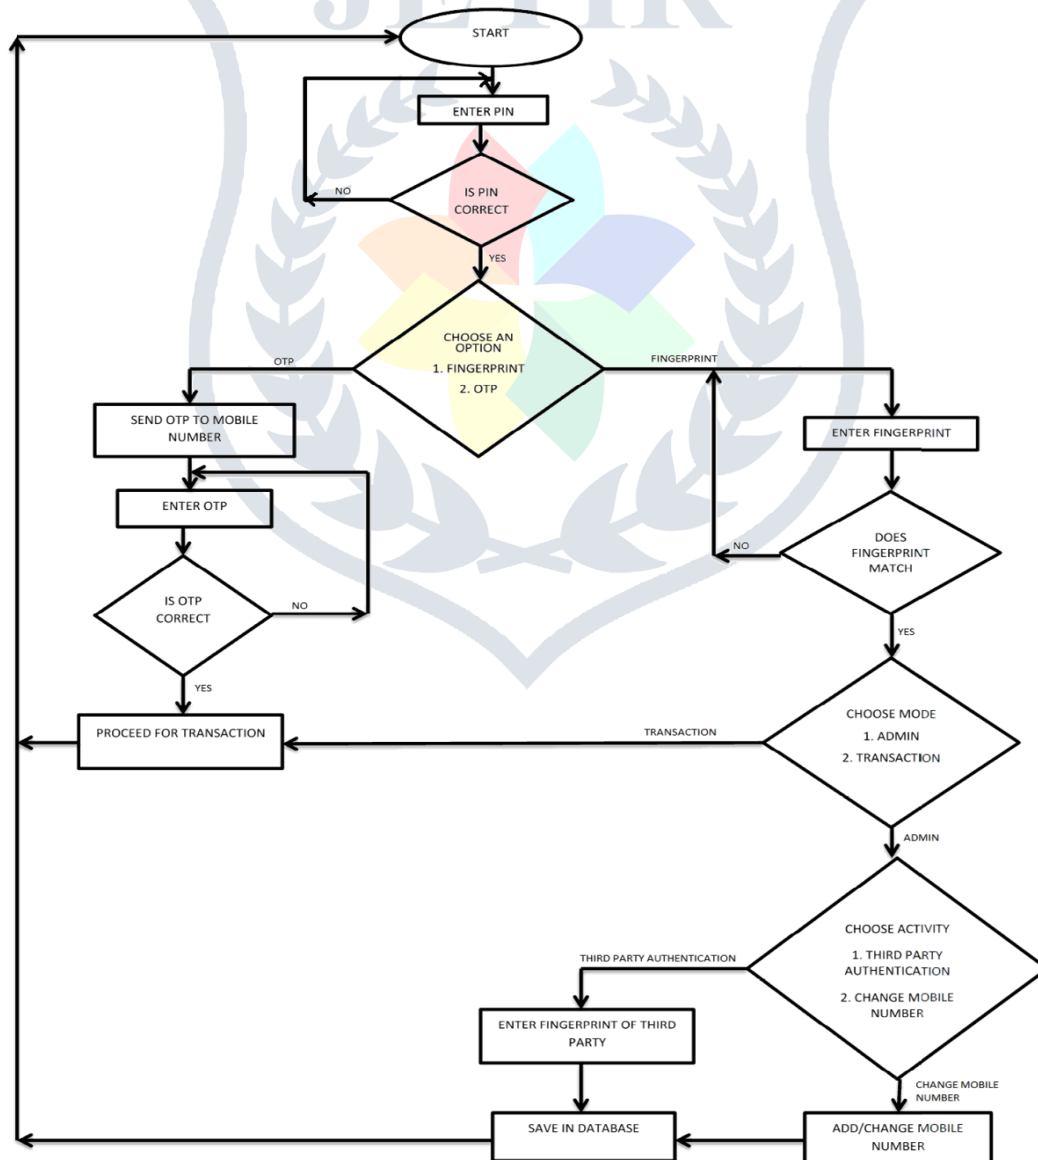 JETIR
START
ENTER PIN
IS PIN
CORRECT
NO
YES
CHOOSE AN
OPTION
1. FINGERPRINT
2. OTP
OTP
FINGERPRINT
SEND OTP TO MOBILE
NUMBER
ENTER OTP
IS OTP
CORRECT
NO
YES
PROCEED FOR TRANSACTION
ENTER FINGERPRINT
DOES
FINGERPRINT
MATCH
NO
YES
CHOOSE MODE
1. ADMIN
2. TRANSACTION
TRANSACTION
ADMIN
CHOOSE ACTIVITY
1. THIRD PARTY
AUTHENTICATION
2. CHANGE MOBILE
NUMBER
THIRD PARTY AUTHENTICATION
ENTER FINGERPRINT OF THIRD
PARTY
CHANGE MOBILE
NUMBER
SAVE IN DATABASE
ADD/CHANGE MOBILE
NUMBER